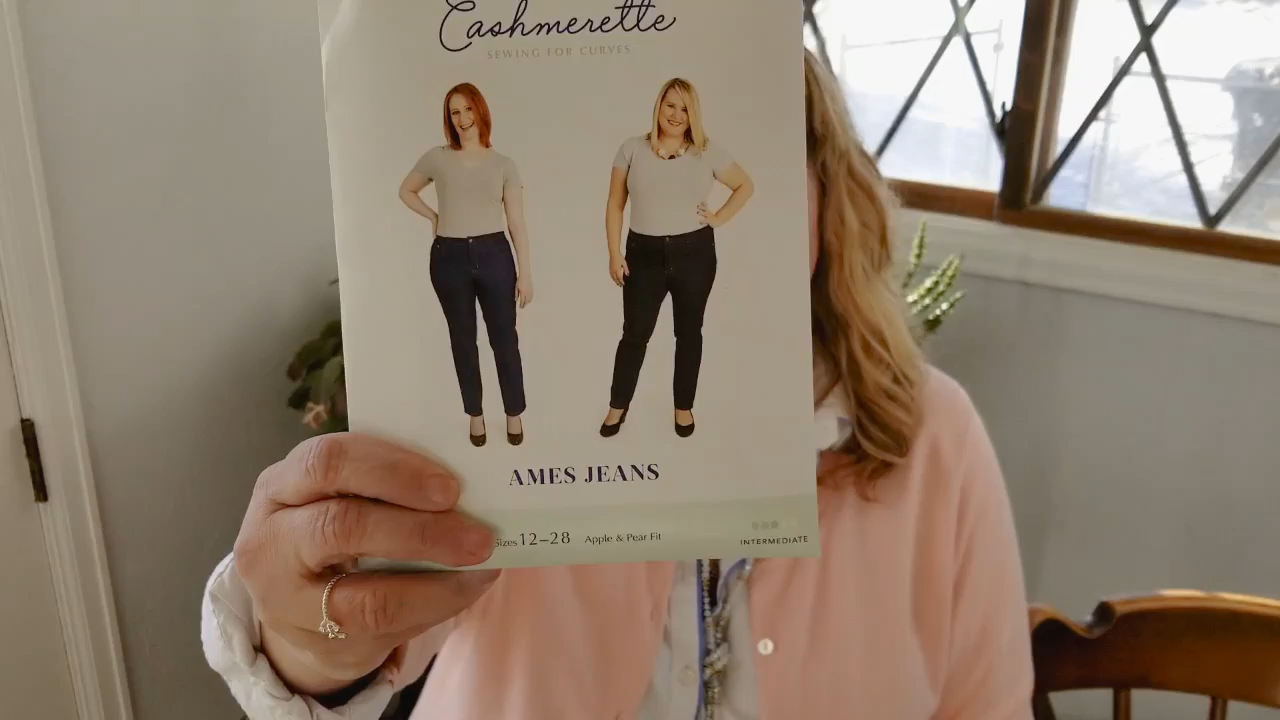 Cashmerette
SEWING FOR CURVES
AMES JEANS
Sizes 12–28 Apple & Pear Fit
INTERMEDIATE